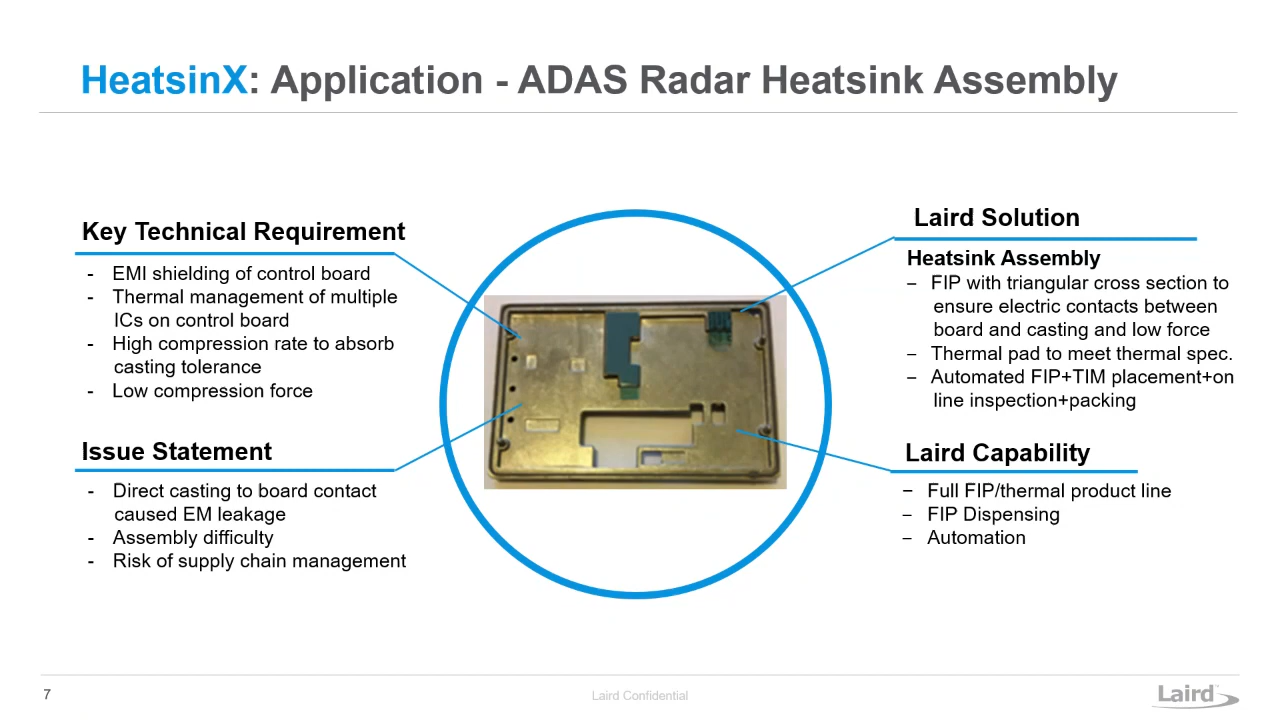 HeatsinX: Application - ADAS Radar Heatsink Assembly
Key Technical Requirement
- EMI shielding of control board
- Thermal management of multiple
ICs on control board
- High compression rate to absorb
casting tolerance
- Low compression force
Issue Statement
- Direct casting to board contact
caused EM leakage
- Assembly difficulty
- Risk of supply chain management
Laird Solution
Heatsink Assembly
– FIP with triangular cross section to
ensure electric contacts between
board and casting and low force
– Thermal pad to meet thermal spec.
– Automated FIP+TIM placement+on
line inspection+packing
Laird Capability
– Full FIP/thermal product line
– FIP Dispensing
– Automation
7
Laird Confidential
Laird™